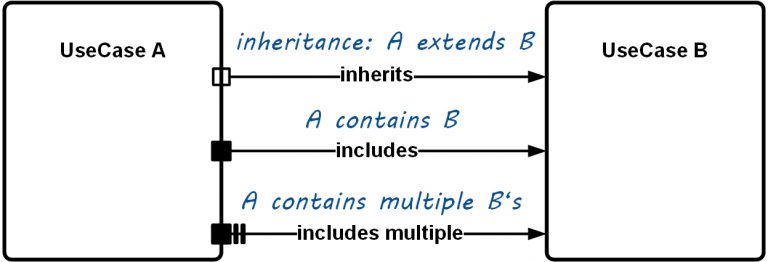 UseCase A
inheritance: A extends B
inherits
A contains B
includes
A contains multiple B‘s
includes multiple
UseCase B